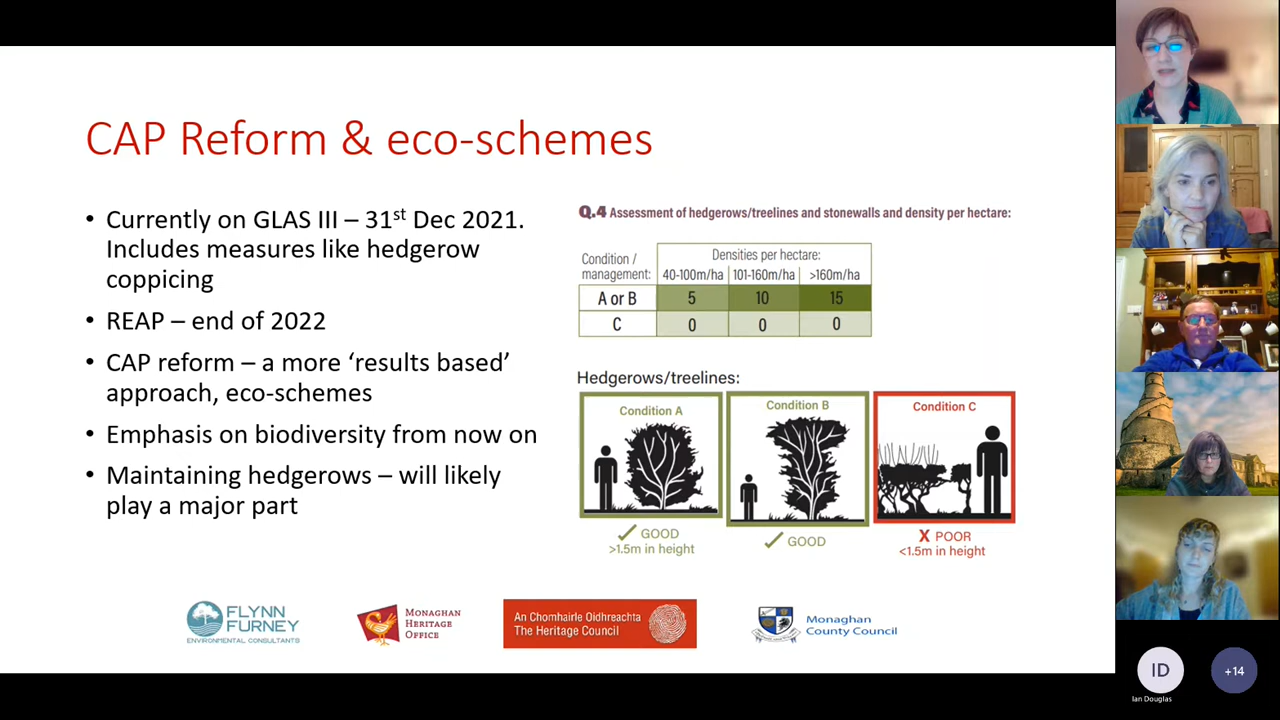 CAP Reform & eco-schemes
• Currently on GLAS III – 31st Dec 2021.
Includes measures like hedgerow
coppicing
• REAP – end of 2022
• CAP reform – a more ‘results based’
approach, eco-schemes
• Emphasis on biodiversity from now on
• Maintaining hedgerows – will likely
play a major part
Q.4 Assessment of hedgerows/treelines and stonewalls and density per hectare:
Condition / management: Densities per hectare:
40-100m/ha 101-160m/ha >160m/ha
A or B 5 10 15
C 0 0 0
Hedgerows/treelines:
Condition A
✓ GOOD
>1.5m in height
Condition B
✓ GOOD
Condition C
X POOR
<1.5m in height
FLYNN
FURNEY
ENVIRONMENTAL CONSULTANTS
MONAGHAN
HERITAGE
OFFICE
An Chomhairle Oidhreachta
The Heritage Council
Monaghan
County Council
ID
Ian Douglas
+14